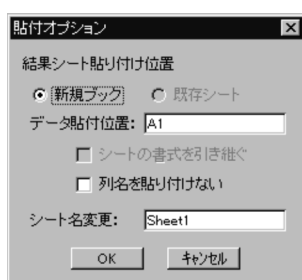 貼付オプション
結果シート貼り付け位置
新規ブック 既存シート
データ貼付位置: A1
シートの書式を引き継ぐ
列名を貼り付けない
シート名変更: Sheet1
OK キャンセル